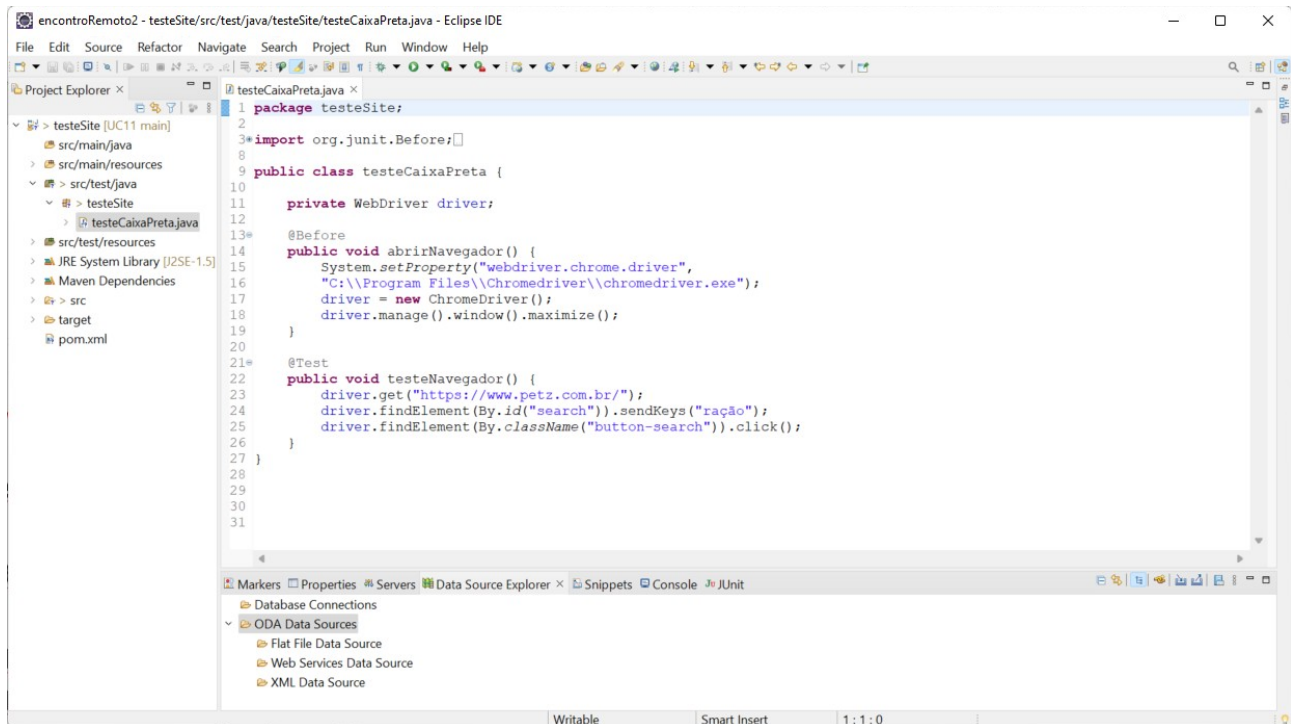 encontroRemoto2 - testeSite/src/test/java/testeSite/testeCaixaPreta.java - Eclipse IDE
File Edit Source Refactor Navigate Search Project Run Window Help
Project Explorer
testeCaixaPreta.java
> testeSite [UC11 main]
src/main/java
src/main/resources
> src/test/java
> testeSite
testeCaixaPreta.java
src/test/resources
JRE System Library [J2SE-1.5]
Maven Dependencies
> src
target
pom.xml
1 package testeSite;
2
3 import org.junit.Before;
8
9 public class testeCaixaPreta {
10
11 private WebDriver driver;
12
13 @Before
14 public void abrirNavegador() {
15 System.setProperty("webdriver.chrome.driver",
16 "C:\\Program Files\\Chromedriver\\chromedriver.exe");
17 driver = new ChromeDriver();
18 driver.manage().window().maximize();
19 }
20
21 @Test
22 public void testeNavegador() {
23 driver.get("https://www.petz.com.br/");
24 driver.findElement(By.id("search")).sendKeys("ração");
25 driver.findElement(By.className("button-search")).click();
26 }
27 }
28
29
30
31
Markers Properties Servers Data Source Explorer Snippets Console JUnit
Database Connections
ODA Data Sources
Flat File Data Source
Web Services Data Source
XML Data Source
Writable Smart Insert 1 : 1 : 0